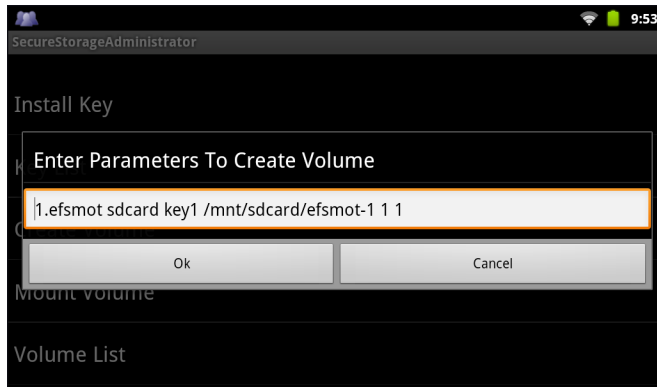 9:53
SecureStorageAdministrator
Install Key
Enter Parameters To Create Volume
1.efsmot sdcard key1 /mnt/sdcard/efsmot-1 1 1
Ok
Cancel
Mount Volume
Volume List